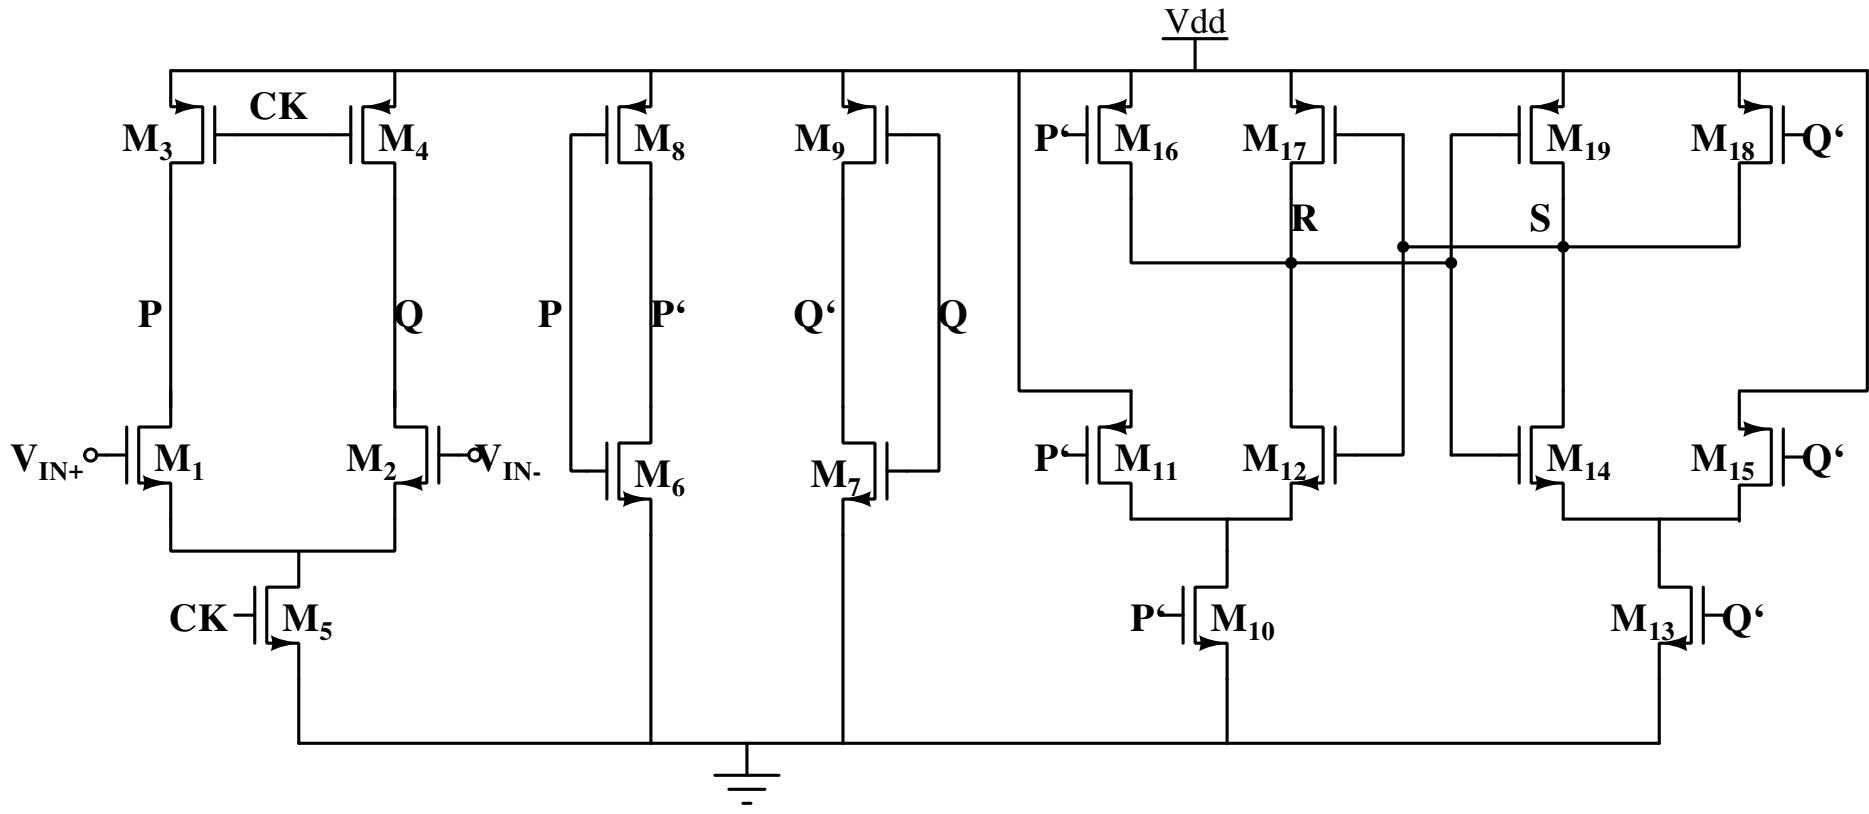 Vdd
CK
M3 M4 M8 M9 P‘ M16 M17 M19 M18 Q‘
R S
P Q P P‘ Q‘ Q
VIN+ M1 M2 VIN- M6 M7 P‘ M11 M12 M14 M15 Q‘
CK M5 P‘ M10 M13 Q‘